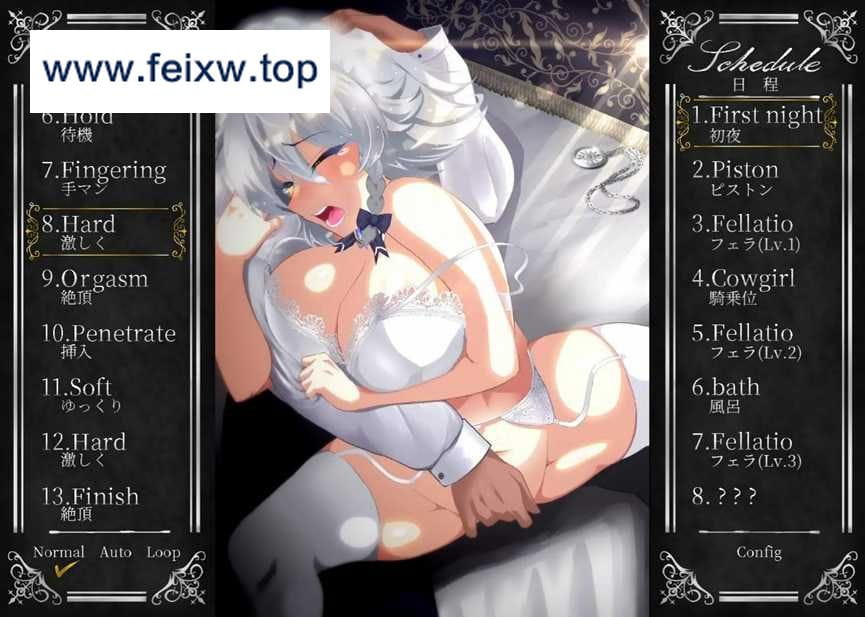 www.feixw.top
6.Hold
待機
7.Fingering
手マン
8.Hard
激しく
9.Orgasm
絶頂
10.Penetrate
挿入
11.Soft
ゆっくり
12.Hard
激しく
13.Finish
絶頂
Normal Auto Loop
Schedule
日程
1.First night
初夜
2.Piston
ピストン
3.Fellatio
フェラ(Lv.1)
4.Cowgirl
騎乗位
5.Fellatio
フェラ(Lv.2)
6.bath
風呂
7.Fellatio
フェラ(Lv.3)
8.？？？
Config